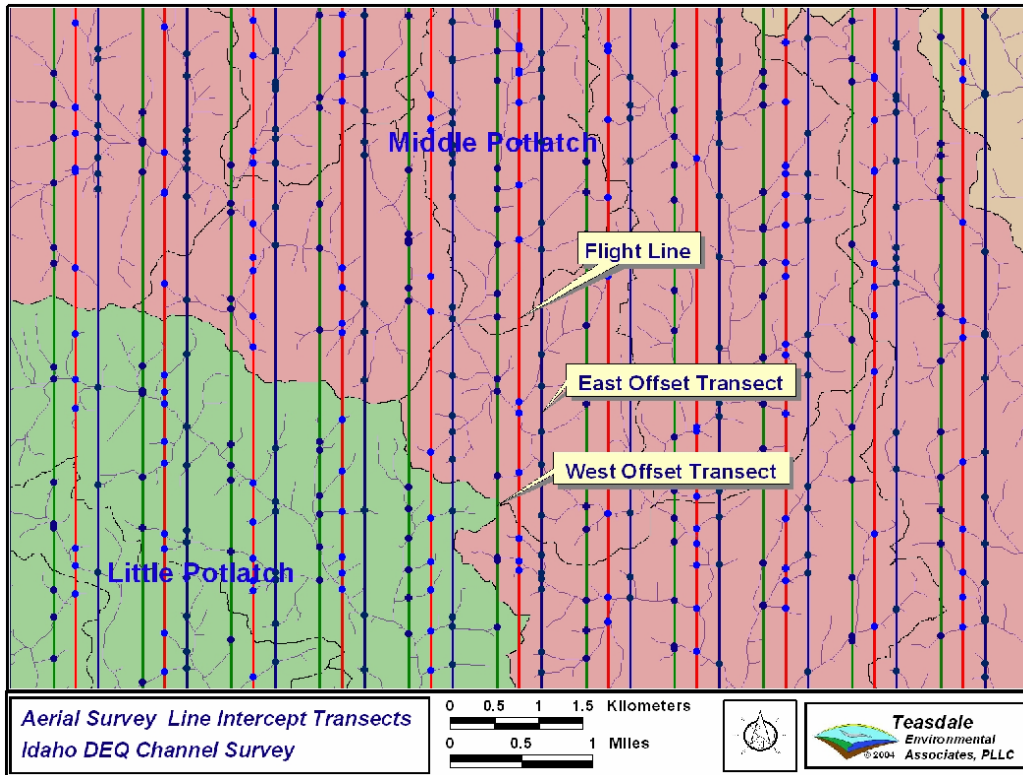 Middle Potlatch
Flight Line
East Offset Transect
West Offset Transect
Little Potlatch
Aerial Survey Line Intercept Transects
Idaho DEQ Channel Survey
0 0.5 1 1.5 Kilometers
0 0.5 1 Miles
Teasdale
Environmental
© 2004 Associates, PLLC